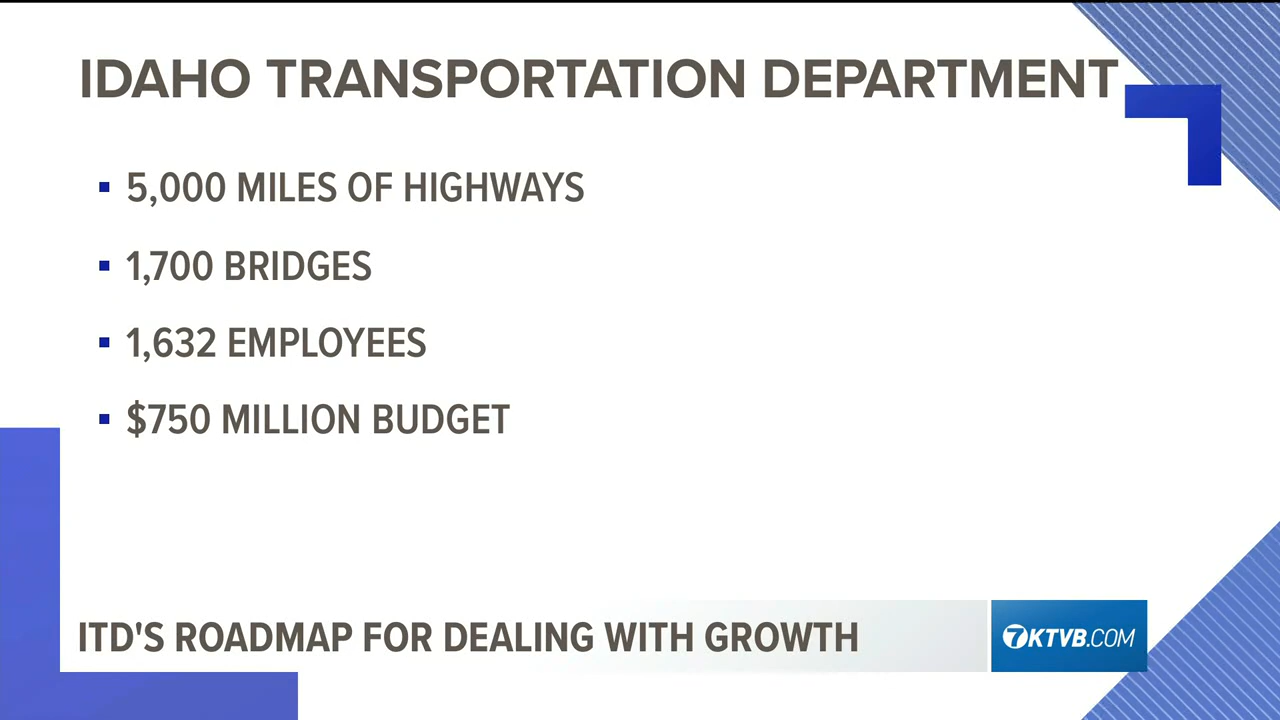 IDAHO TRANSPORTATION DEPARTMENT
▪ 5,000 MILES OF HIGHWAYS
▪ 1,700 BRIDGES
▪ 1,632 EMPLOYEES
▪ $750 MILLION BUDGET
ITD'S ROADMAP FOR DEALING WITH GROWTH
7KTVB.COM